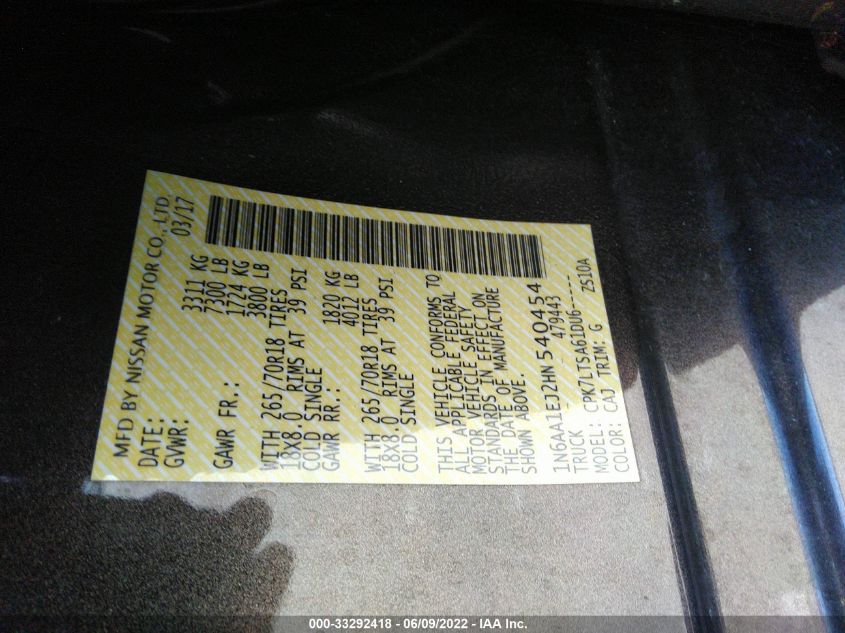 MFD BY NISSAN MOTOR CO., LTD.
DATE: 03/17
GVWR: 3311 KG
7300 LB
GAWR FR.: 1724 KG
3800 LB
WITH 265/70R18 TIRES
18X8.0 RIMS AT 39 PSI
COLD SINGLE
GAWR RR.: 1820 KG
4012 LB
WITH 265/70R18 TIRES
18X8.0 RIMS AT 39 PSI
COLD SINGLE
THIS VEHICLE CONFORMS TO
ALL APPLICABLE FEDERAL
MOTOR VEHICLE SAFETY
STANDARDS IN EFFECT ON
THE DATE OF MANUFACTURE
SHOWN ABOVE.
1N6AA1EJ2HN540454
TRUCK 479443
MODEL: CPK7LTSA61DU6-----
COLOR: CAJ TRIM: G ZS10A
000-33292418 - 06/09/2022 - IAA Inc.